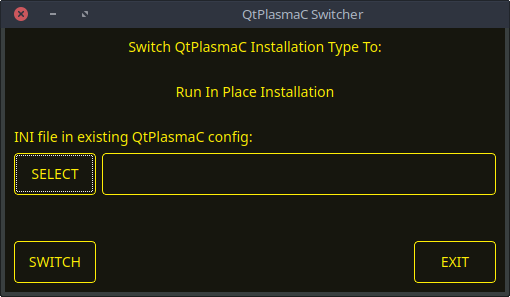 QtPlasmaC Switcher
Switch QtPlasmaC Installation Type To:
Run In Place Installation
INI file in existing QtPlasmaC config:
SELECT
SWITCH
EXIT